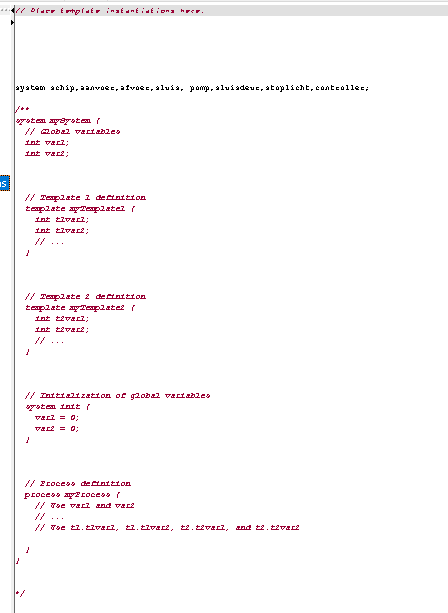 // Place template instantiations here.
system schip,aanvoer,afvoer,sluis, pomp,sluisdeur,stoplicht,controller;
/**
system mySystem {
// Global variables
int var1;
int var2;
// Template 1 definition
template myTemplate1 {
int t1var1;
int t1var2;
// ...
}
// Template 2 definition
template myTemplate2 {
int t2var1;
int t2var2;
// ...
}
// Initialization of global variables
system init {
var1 = 0;
var2 = 0;
}
// Process definition
process myProcess {
// Use var1 and var2
// ...
// Use t1.t1var1, t1.t1var2, t2.t2var1, and t2.t2var2
}
}
*/